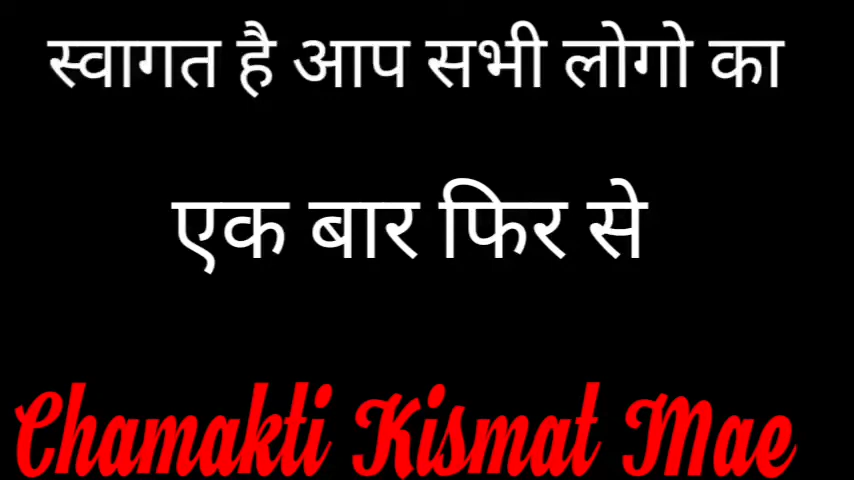 स्वागत है आप सभी लोगो का
एक बार फिर से
Chamakti Kismat Mae